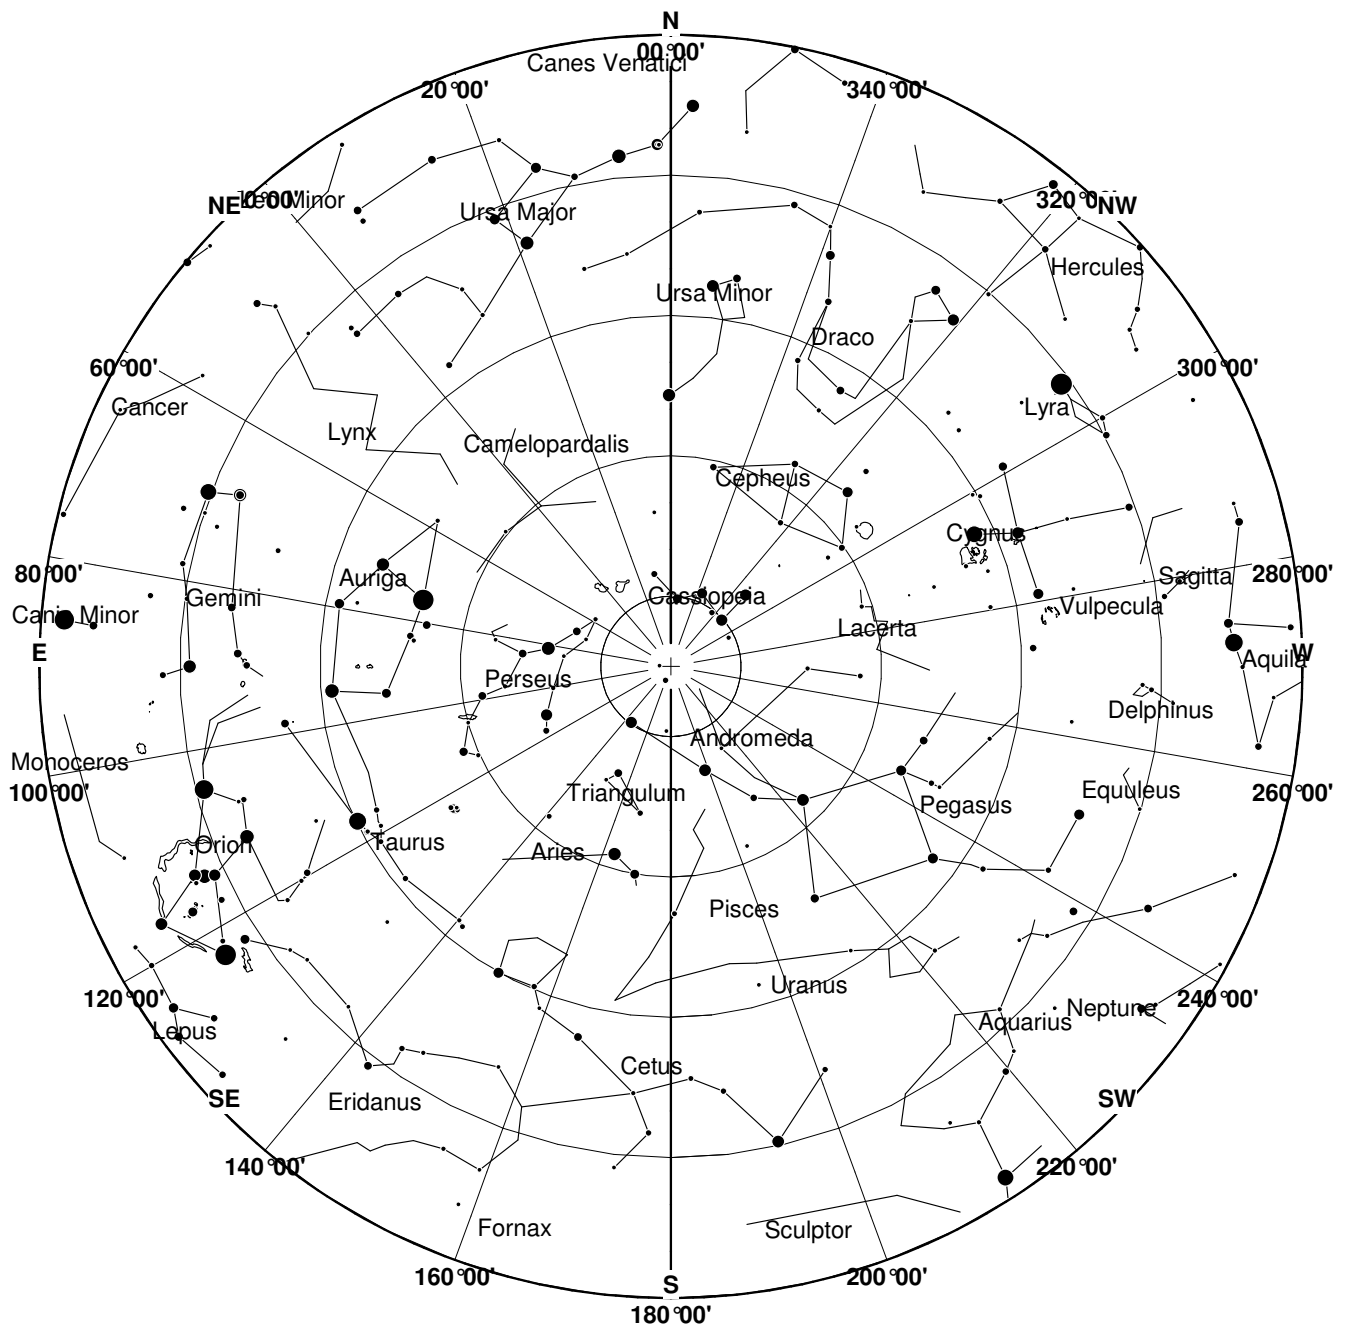 N
00°00'
Canes Venatici
20°00'
340°00'
NE
Leo Minor
320°00'
NW
Ursa Major
Hercules
Ursa Minor
Draco
60°00'
300°00'
Cancer
Lyra
Lynx
Camelopardalis
Cepheus
Cygnus
80°00'
Auriga
Sagitta
280°00'
Gemini
Cassiopeia
Vulpecula
Canis Minor
Lacerta
E
W
Aquila
Perseus
Delphinus
Andromeda
Monoceros
100°00'
Triangulum
Pegasus
Equuleus
260°00'
Orion
Taurus
Aries
Pisces
Uranus
120°00'
240°00'
Neptune
Aquarius
Lepus
Cetus
SE
Eridanus
SW
140°00'
220°00'
Fornax
Sculptor
160°00'
S
200°00'
180°00'